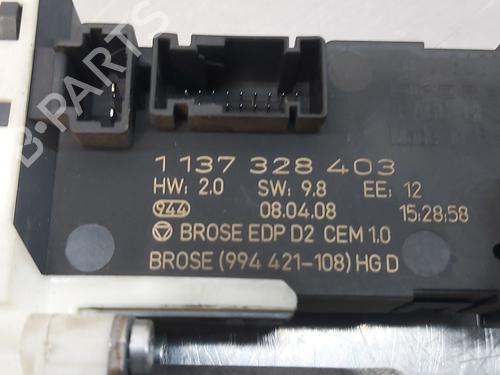 B-PARTS
1 137 328 403
HW: 2.0 SW: 9.8 EE: 12
944 08.04.08 15:28:58
BROSE EDP D2 CEM 1.0
BROSE (994 421-108) HG D